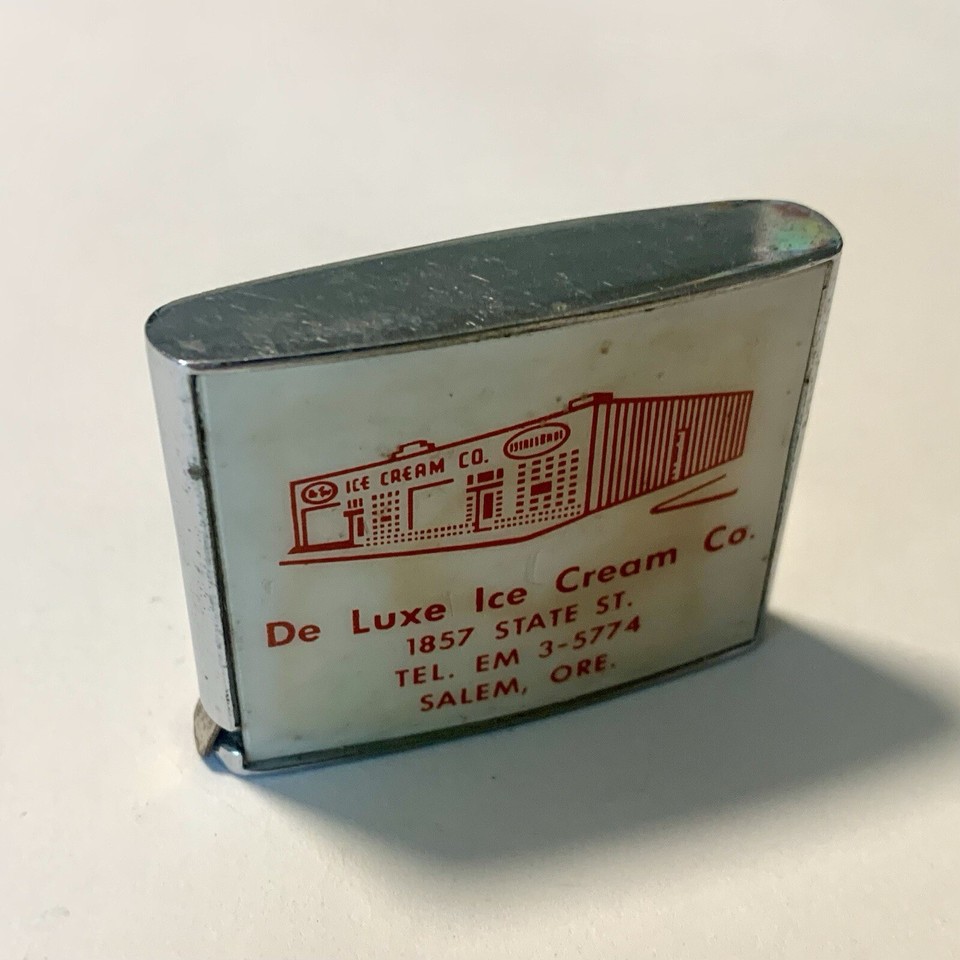 ICE CREAM CO.
De Luxe Ice Cream Co.
1857 STATE ST.
TEL. EM 3-5774
SALEM, ORE.